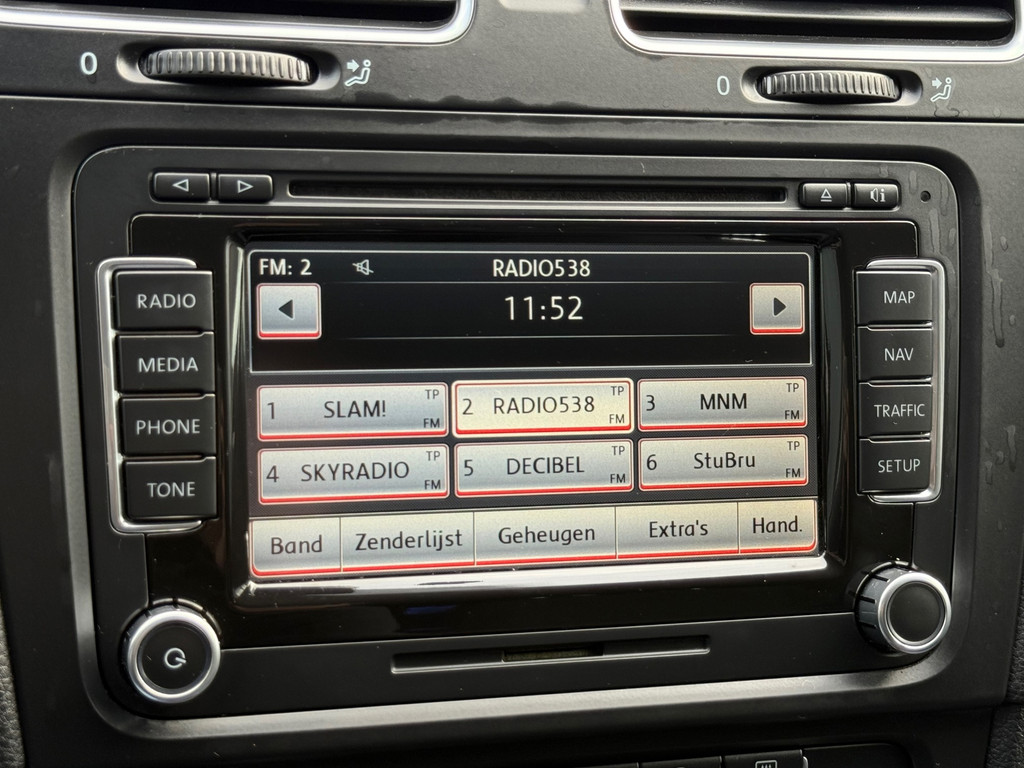 0
0
FM: 2 RADIO538
11:52
RADIO
MEDIA
PHONE
TONE
1 SLAM! TP FM
2 RADIO538 TP FM
3 MNM TP FM
4 SKYRADIO TP FM
5 DECIBEL TP FM
6 StuBru TP FM
Band Zenderlijst Geheugen Extra's Hand.
MAP
NAV
TRAFFIC
SETUP